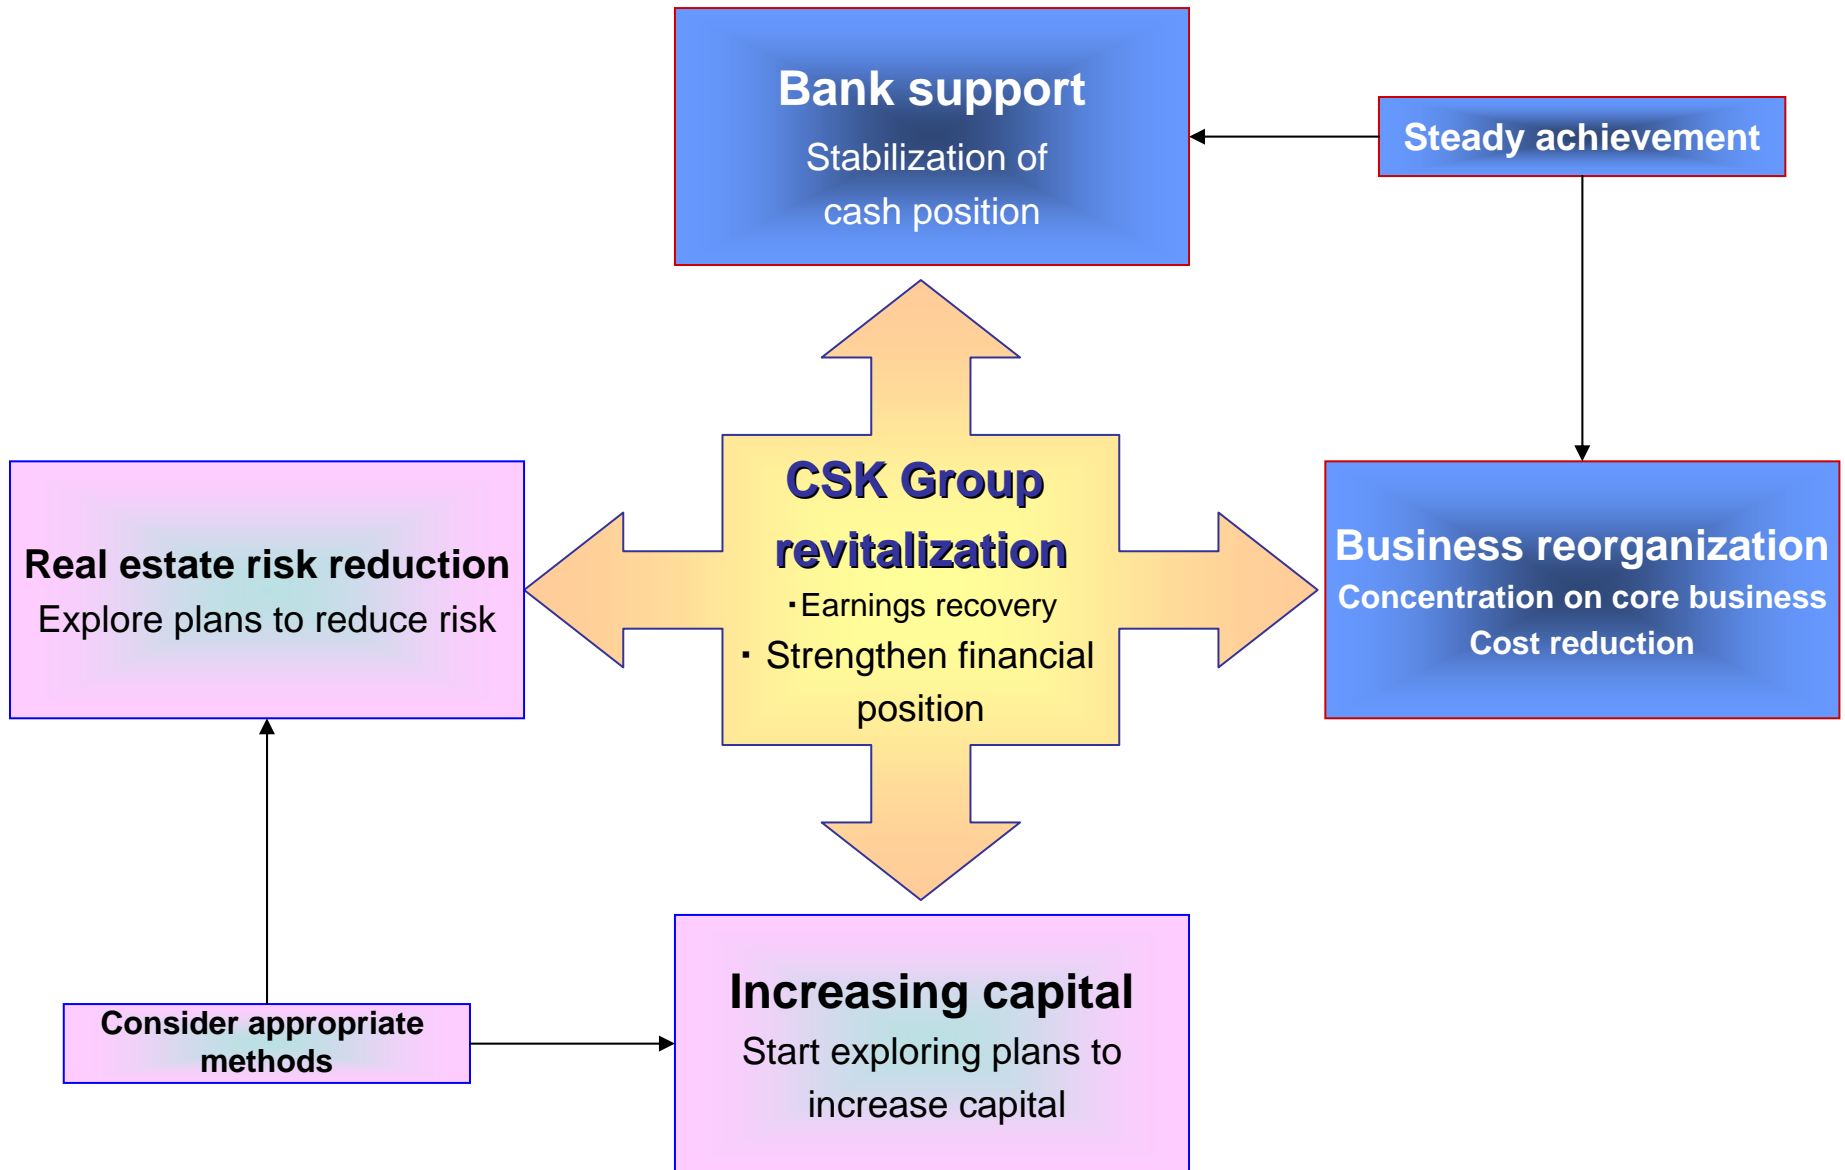 Bank support
Stabilization of
cash position
Steady achievement
CSK Group
revitalization
・Earnings recovery
・Strengthen financial
position
Real estate risk reduction
Explore plans to reduce risk
Business reorganization
Concentration on core business
Cost reduction
Consider appropriate
methods
Increasing capital
Start exploring plans to
increase capital